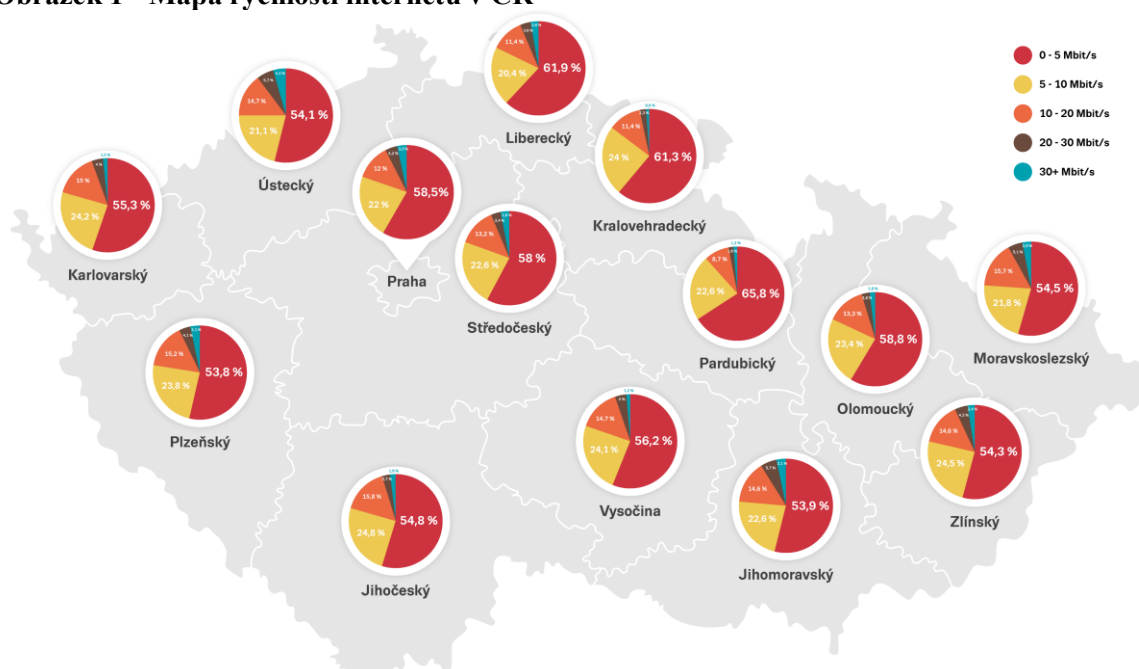 Obrázek 1 - Mapa rychlostí internetu v ČR
0 - 5 Mbit/s
5 - 10 Mbit/s
10 - 20 Mbit/s
20 - 30 Mbit/s
30+ Mbit/s
11,4 %
20,4 %
61,9 %
Liberecký
14,7 %
21,1 %
54,1 %
Ústecký
11,4 %
24 %
61,3 %
Kralovehradecký
12 %
22 %
58,5%
Praha
15 %
24,2 %
55,3 %
Karlovarský
13,2 %
22,6 %
58 %
Středočeský
8,7 %
22,6 %
65,8 %
Pardubický
15,7 %
21,8 %
54,5 %
Moravskoslezský
13,3 %
23,4 %
58,8 %
Olomoucký
15,2 %
23,8 %
53,8 %
Plzeňský
14,7 %
24,1 %
56,2 %
Vysočina
14,6 %
24,5 %
54,3 %
Zlínský
14,6 %
22,6 %
53,9 %
Jihomoravský
15,8 %
24,8 %
54,8 %
Jihočeský